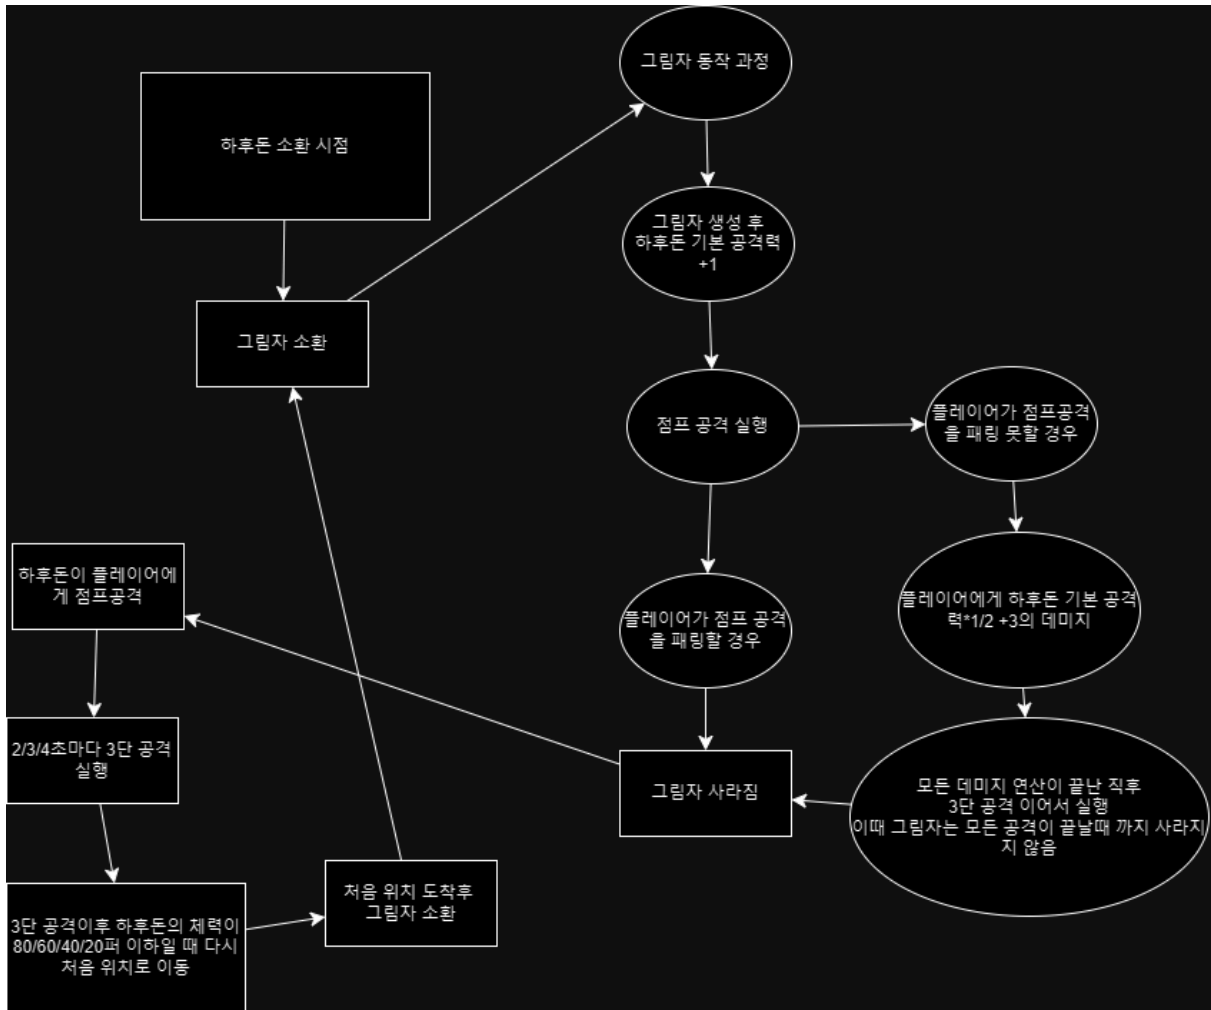 그림자 동작 과정
하후돈 소환 시점
그림자 생성 후
하후돈 기본 공격력
+1
그림자 소환
점프 공격 실행
플레이어가 점프공격
을 패링 못할 경우
하후돈이 플레이어에
게 점프공격
플레이어가 점프 공격
을 패링할 경우
플레이어에게 하후돈 기본 공격
력*1/2 +3의 데미지
2/3/4초마다 3단 공격
실행
그림자 사라짐
모든 데미지 연산이 끝난 직후
3단 공격 이어서 실행
이때 그림자는 모든 공격이 끝날때 까지 사라지
지 않음
처음 위치 도착후
그림자 소환
3단 공격이후 하후돈의 체력이
80/60/40/20퍼 이하일 때 다시
처음 위치로 이동